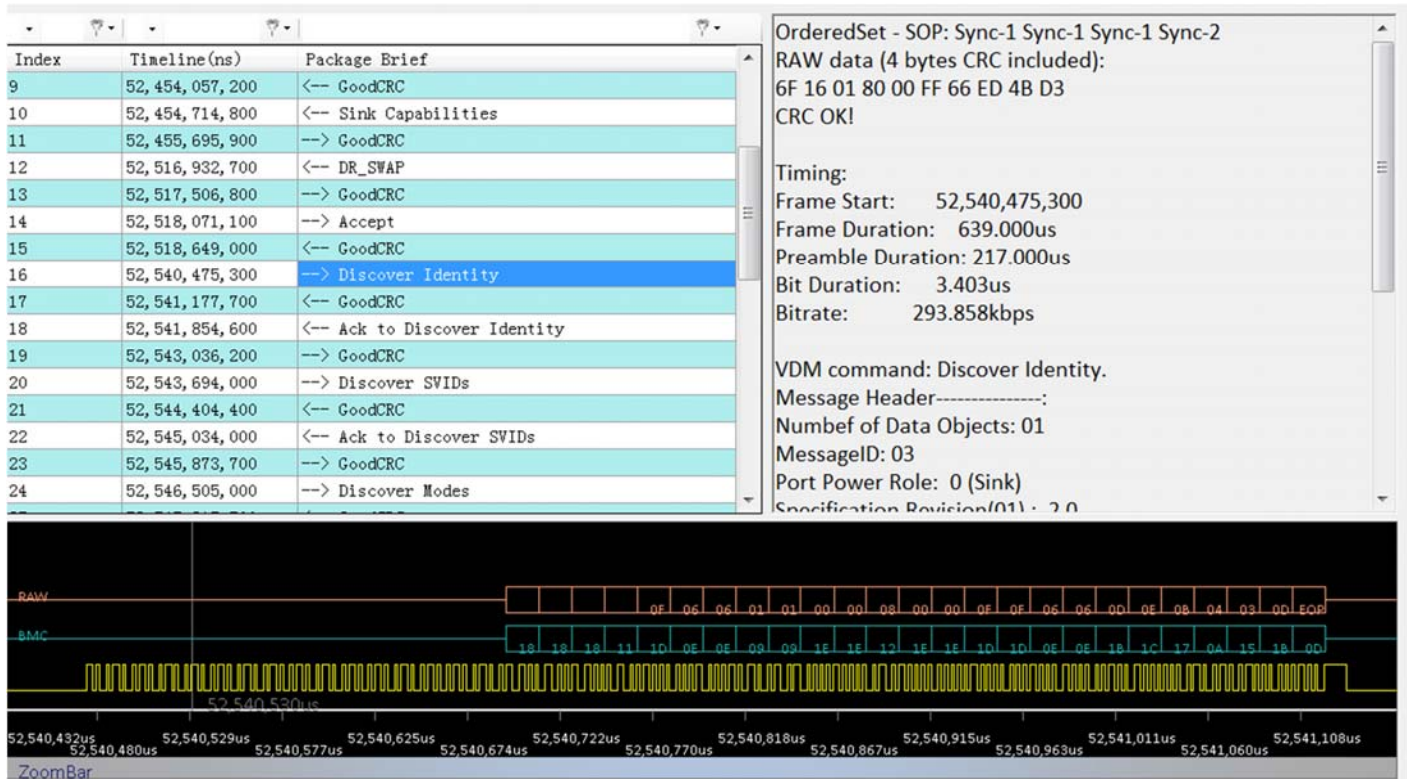 Index Timeline(ns) Package Brief
9 52, 454, 057, 200 <-- GoodCRC
10 52, 454, 714, 800 <-- Sink Capabilities
11 52, 455, 695, 900 --> GoodCRC
12 52, 516, 932, 700 <-- DR_SWAP
13 52, 517, 506, 800 --> GoodCRC
14 52, 518, 071, 100 --> Accept
15 52, 518, 649, 000 <-- GoodCRC
16 52, 540, 475, 300 --> Discover Identity
17 52, 541, 177, 700 <-- GoodCRC
18 52, 541, 854, 600 <-- Ack to Discover Identity
19 52, 543, 036, 200 --> GoodCRC
20 52, 543, 694, 000 --> Discover SVIDs
21 52, 544, 404, 400 <-- GoodCRC
22 52, 545, 034, 000 <-- Ack to Discover SVIDs
23 52, 545, 873, 700 --> GoodCRC
24 52, 546, 505, 000 --> Discover Modes
OrderedSet - SOP: Sync-1 Sync-1 Sync-1 Sync-2
RAW data (4 bytes CRC included):
6F 16 01 80 00 FF 66 ED 4B D3
CRC OK!
Timing:
Frame Start: 52,540,475,300
Frame Duration: 639.000us
Preamble Duration: 217.000us
Bit Duration: 3.403us
Bitrate: 293.858kbps
VDM command: Discover Identity.
Message Header---------------:
Numbef of Data Objects: 01
MessageID: 03
Port Power Role: 0 (Sink)
Specification Revision(01) : 2.0
RAW 0F 06 06 01 01 00 00 08 00 00 0F 0F 06 06 0D 0E 0B 04 03 0D EOP
BMC 18 18 18 11 1D 0E 0E 09 09 1E 1E 12 1E 1E 1D 1D 0E 0E 1B 1C 17 0A 15 1B 0D
52,540,530us
52,540,432us 52,540,529us 52,540,625us 52,540,722us 52,540,818us 52,540,915us 52,541,011us 52,541,108us
52,540,480us 52,540,577us 52,540,674us 52,540,770us 52,540,867us 52,540,963us 52,541,060us
ZoomBar